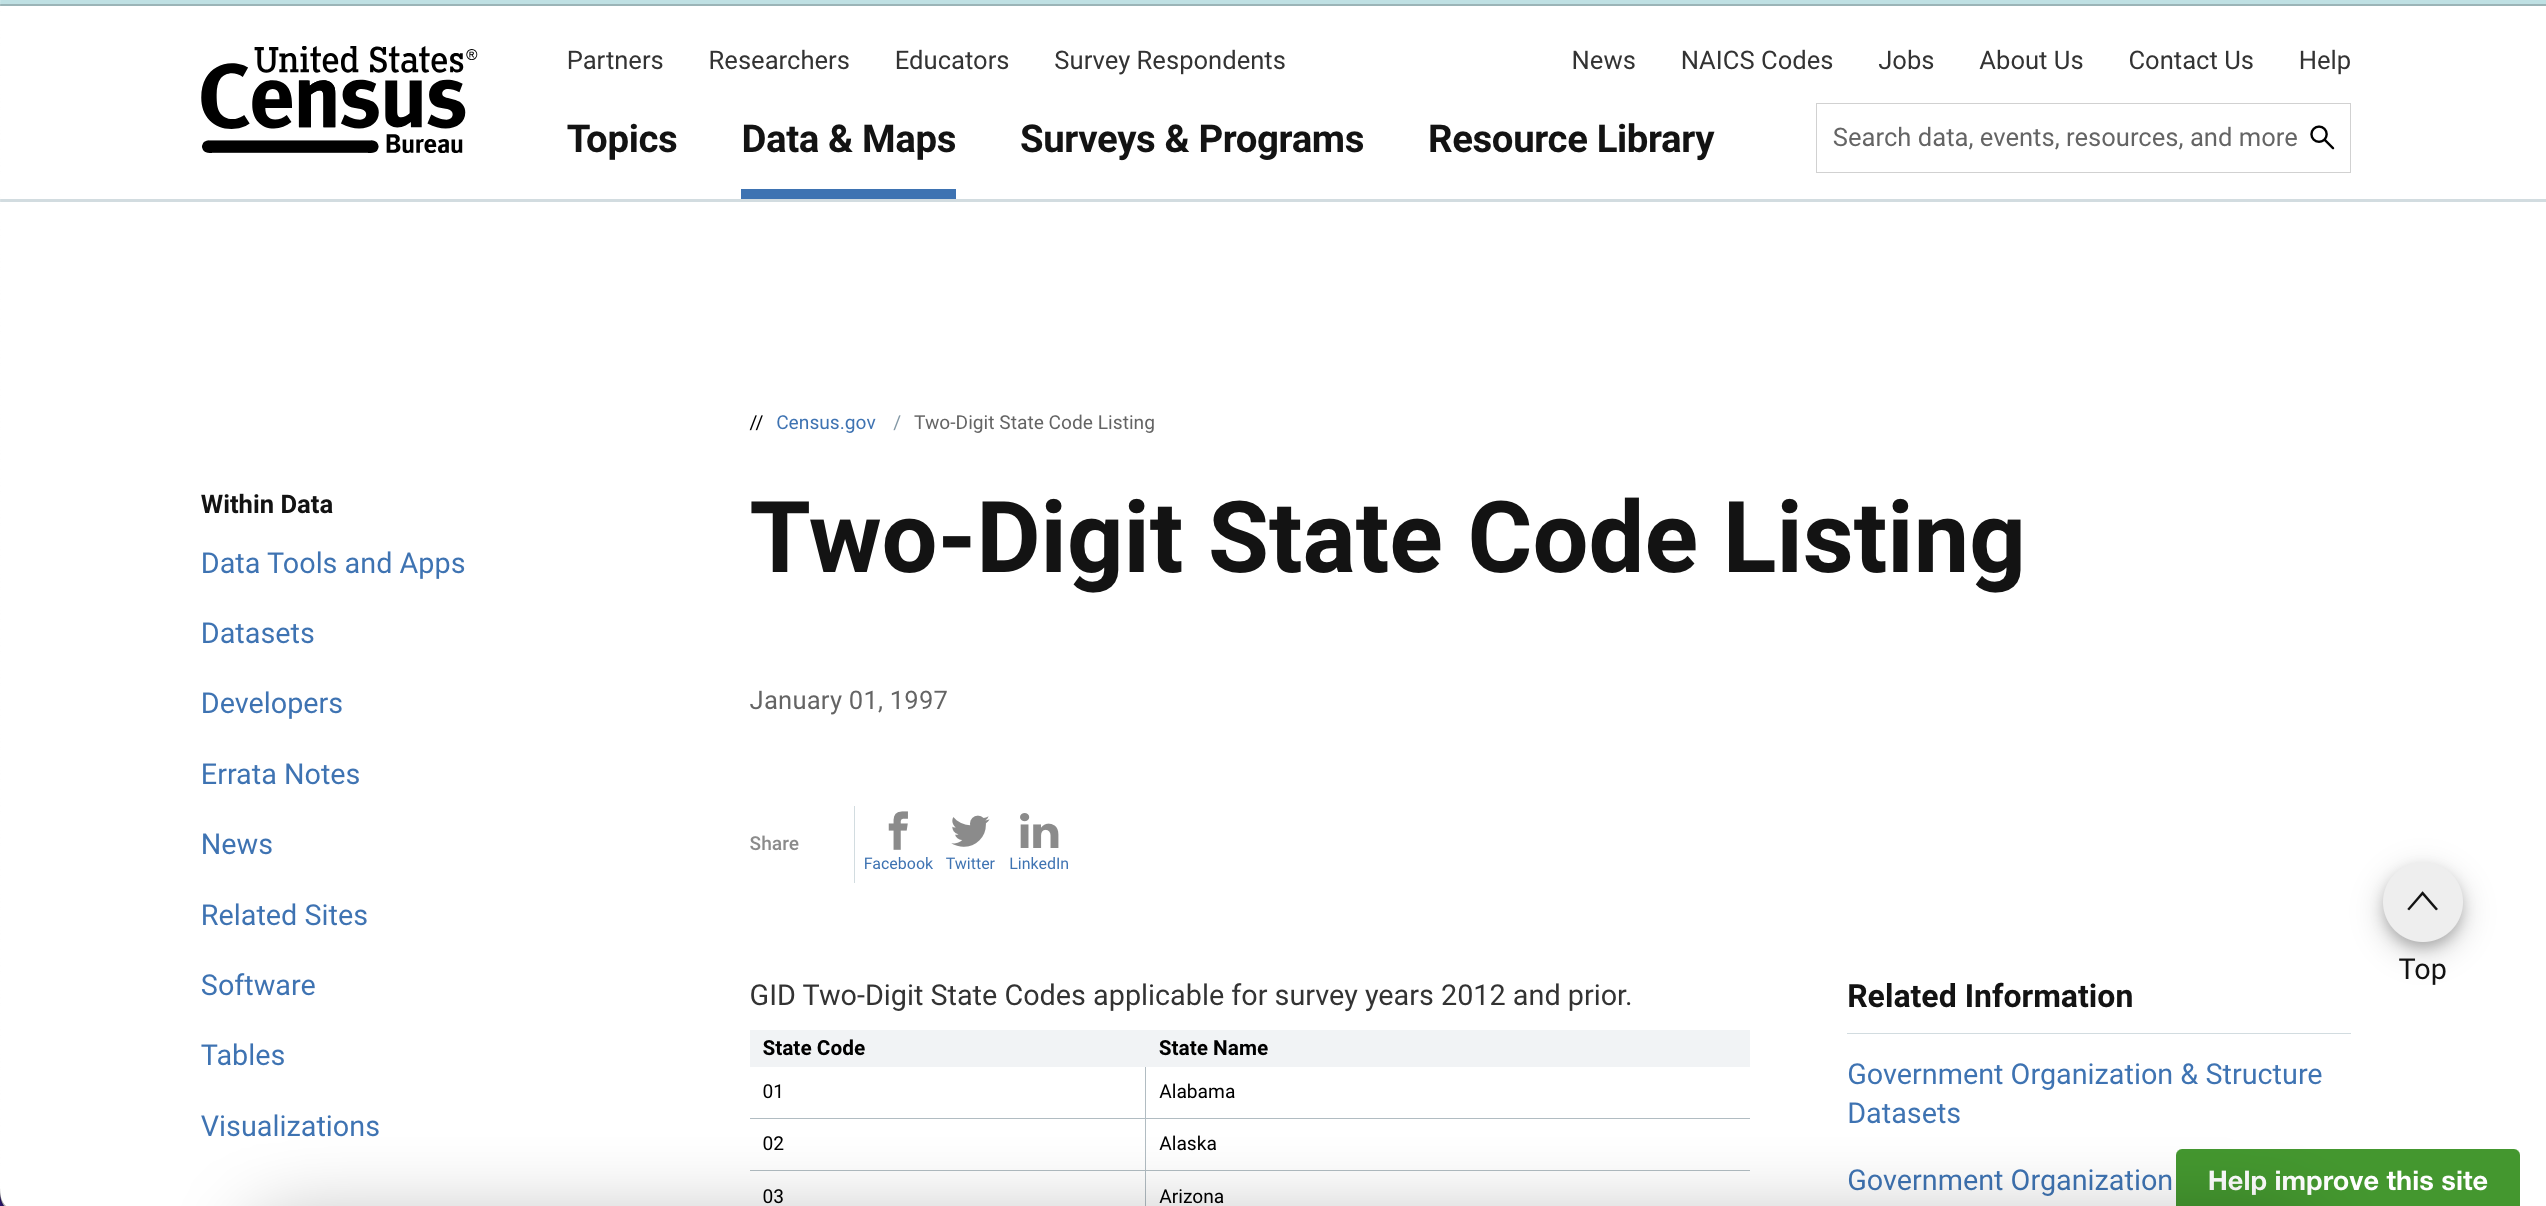 United States®
Census
Bureau
Partners Researchers Educators Survey Respondents
News NAICS Codes Jobs About Us Contact Us Help
Topics Data & Maps Surveys & Programs Resource Library
Search data, events, resources, and more
// Census.gov / Two-Digit State Code Listing
Within Data
Data Tools and Apps
Datasets
Developers
Errata Notes
News
Related Sites
Software
Tables
Visualizations
Two-Digit State Code Listing
January 01, 1997
Share
Facebook Twitter LinkedIn
GID Two-Digit State Codes applicable for survey years 2012 and prior.
State Code State Name
01 Alabama
02 Alaska
03 Arizona
Top
Related Information
Government Organization & Structure
Datasets
Government Organization
Help improve this site